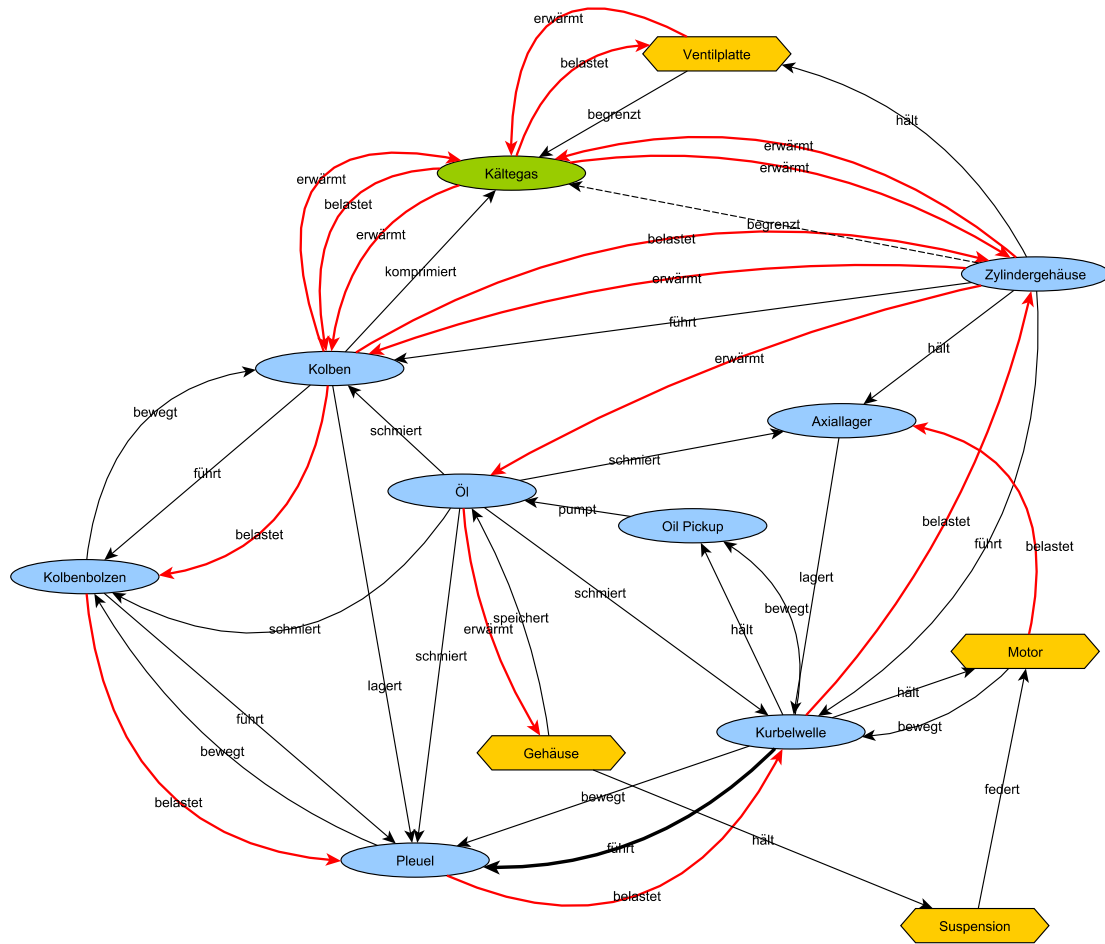 erwärmt
Ventilplatte
belastet
begrenzt
hält
erwärmt
erwärmt
Kältegas
erwärmt
belastet
begrenzt
erwärmt
belastet
komprimiert
Zylindergehäuse
erwärmt
führt
hält
erwärmt
Kolben
bewegt
Axiallager
schmiert
schmiert
führt
Öl
pumpt
Oil Pickup
belastet
belastet
führt
belastet
Kolbenbolzen
lagert
schmiert
bewegt
speichert
schmiert
erwärmt
hält
Motor
schmiert
lagert
hält
führt
bewegt
Kurbelwelle
bewegt
Gehäuse
federt
bewegt
belastet
hält
führt
Pleuel
belastet
Suspension